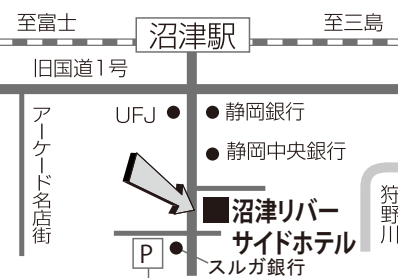 至富士
沼津駅
至三島
旧国道1号
UFJ
静岡銀行
静岡中央銀行
アーケード名店街
沼津リバー
サイドホテル
狩野川
P
スルガ銀行